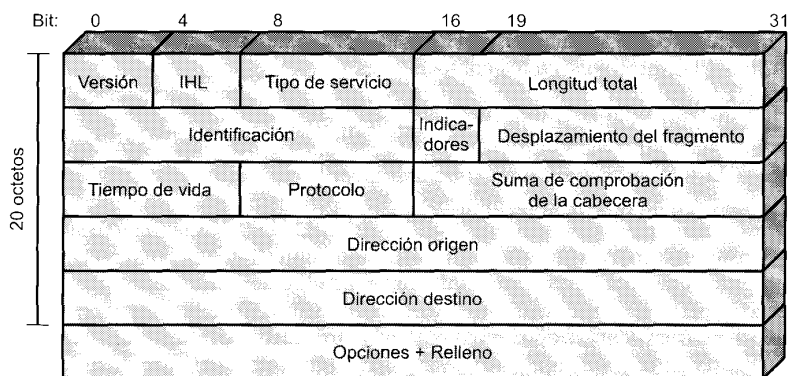 Bit: 0 4 8 16 19 31
Versión IHL Tipo de servicio Longitud total
Identificación Indica-
dores Desplazamiento del fragmento
Tiempo de vida Protocolo Suma de comprobación
de la cabecera
Dirección origen
Dirección destino
Opciones + Relleno
20 octetos